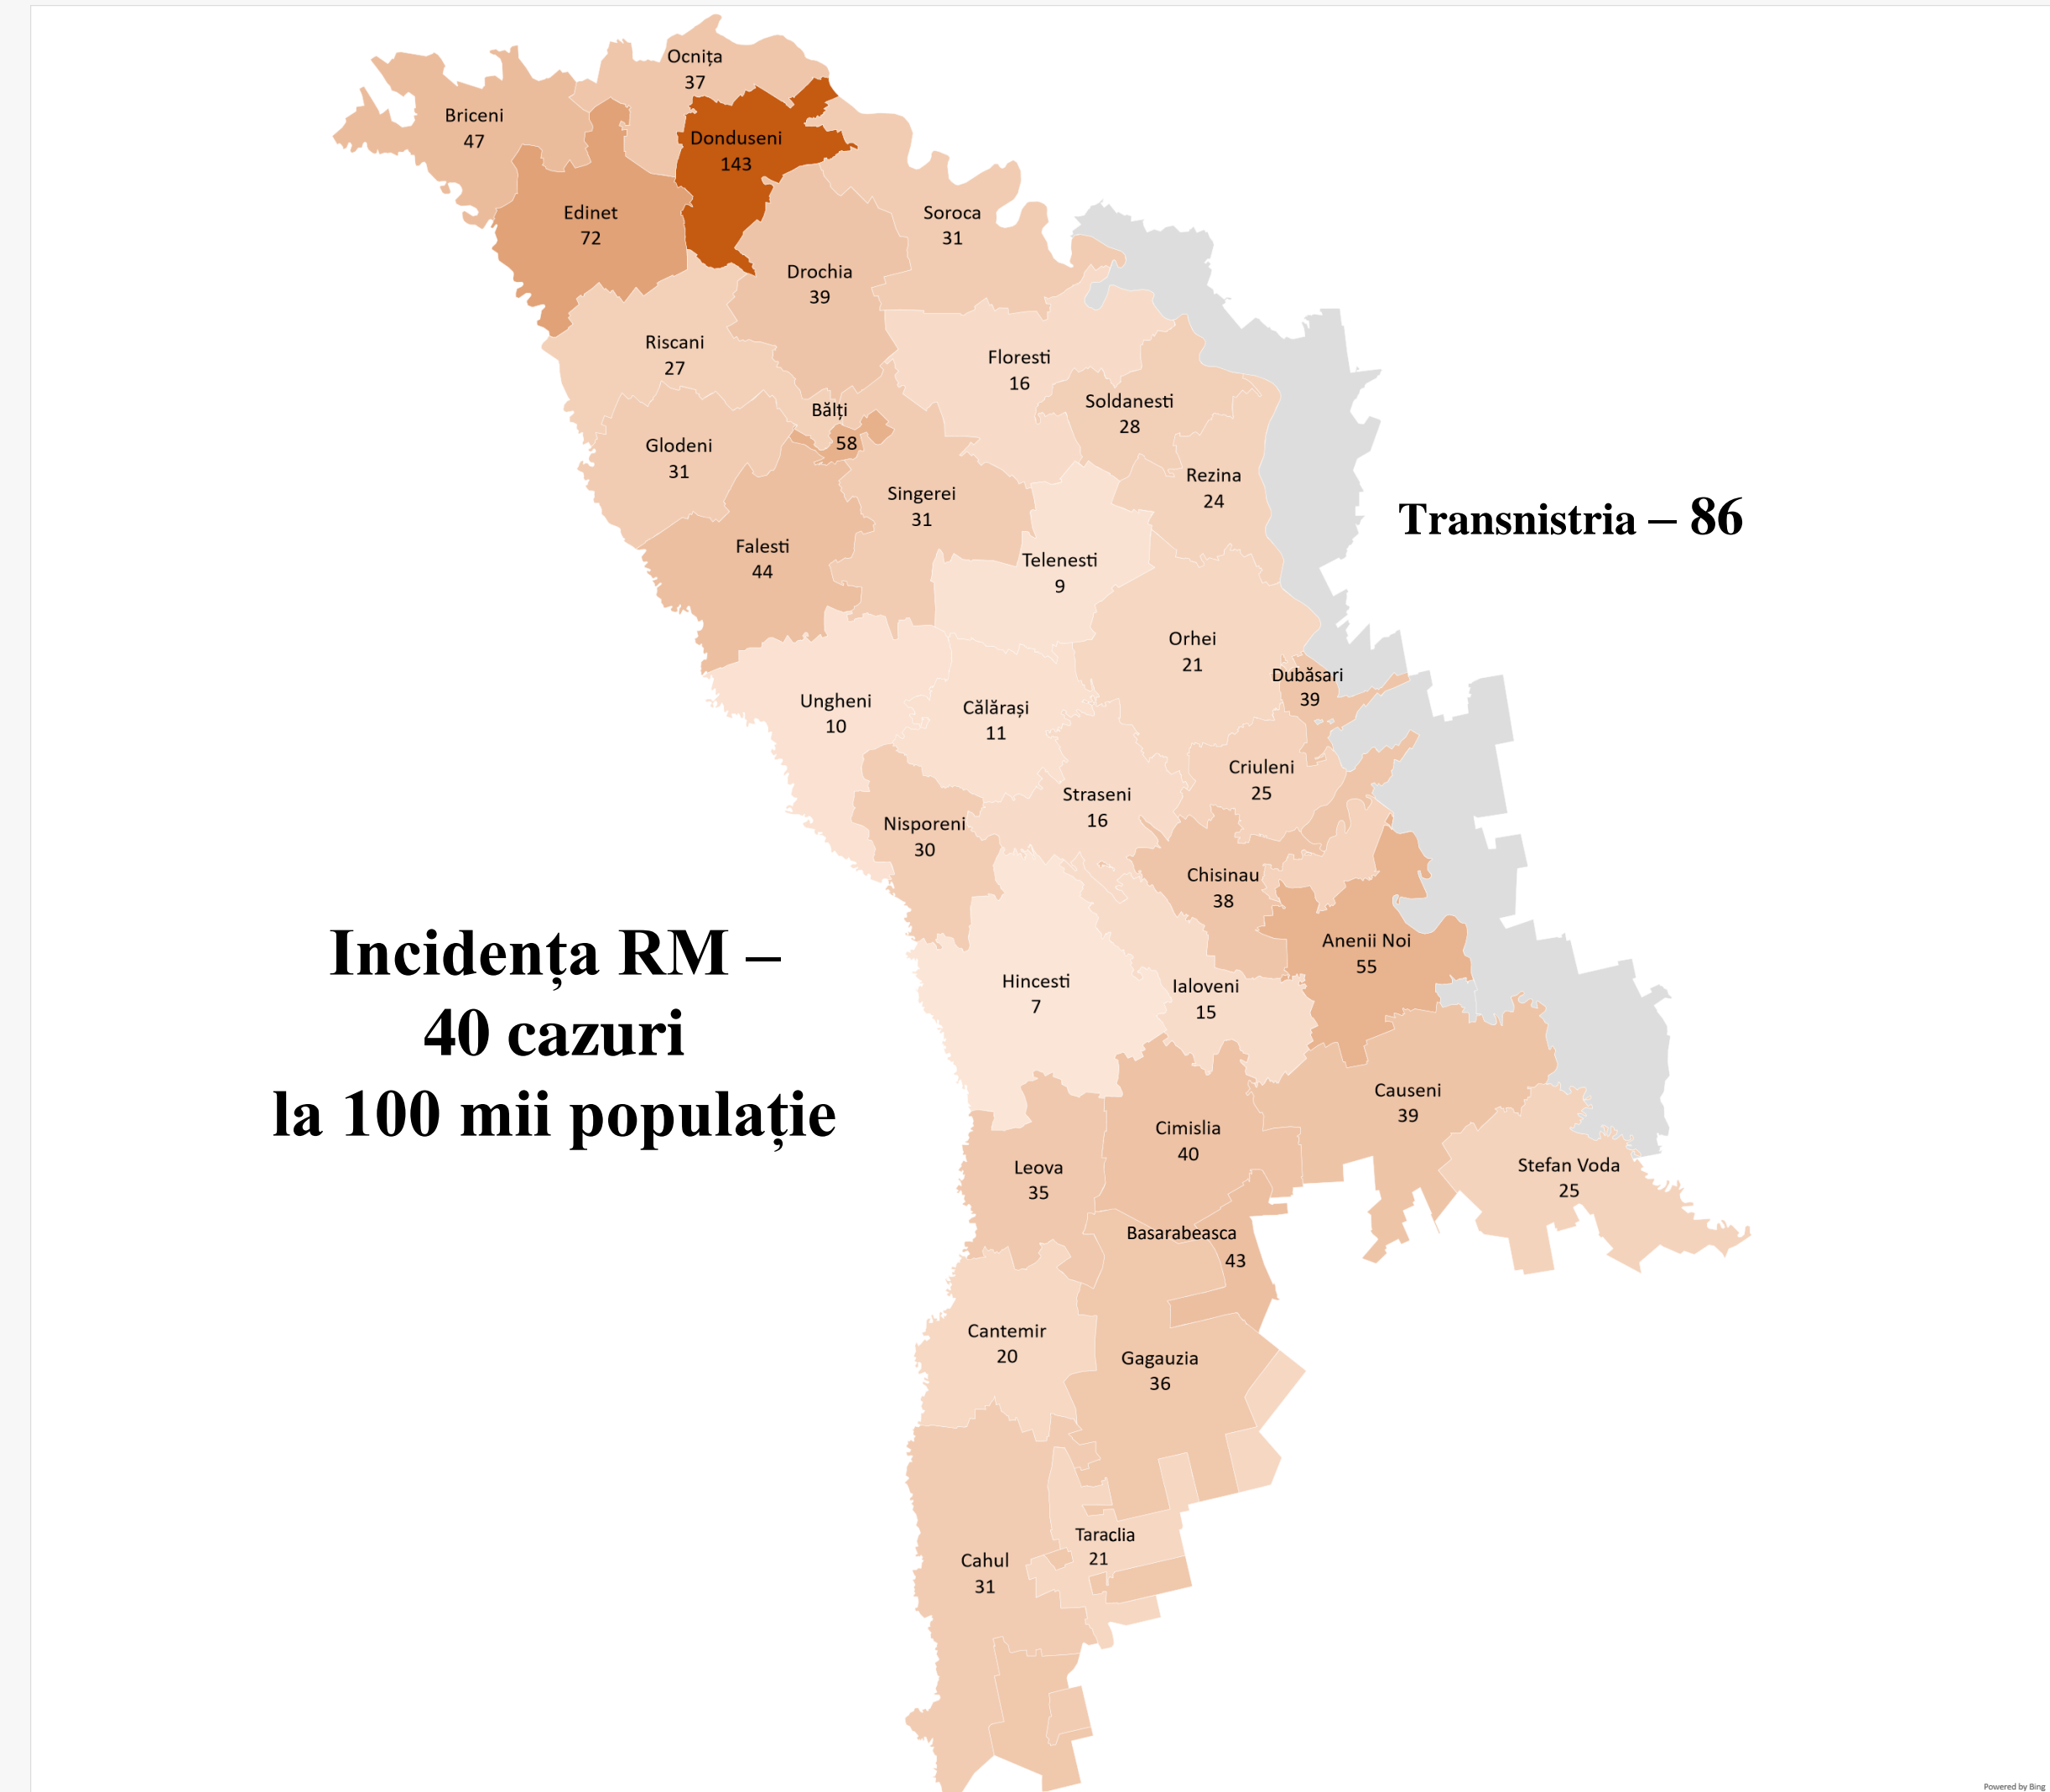 Ocnița
37
Briceni
47
Donduseni
143
Edinet
72
Soroca
31
Drochia
39
Riscani
27
Floresti
16
Soldanesti
28
Bălți
58
Glodeni
31
Rezina
24
Singerei
31
Transnistria – 86
Falesti
44
Telenesti
9
Orhei
21
Dubăsari
39
Ungheni
10
Călărași
11
Criuleni
25
Straseni
16
Nisporeni
30
Chisinau
38
Anenii Noi
55
Incidența RM –
40 cazuri
la 100 mii populație
Hincesti
7
Ialoveni
15
Causeni
39
Cimislia
40
Leova
35
Stefan Voda
25
Basarabeasca
43
Cantemir
20
Gagauzia
36
Taraclia
21
Cahul
31
Powered by Bing